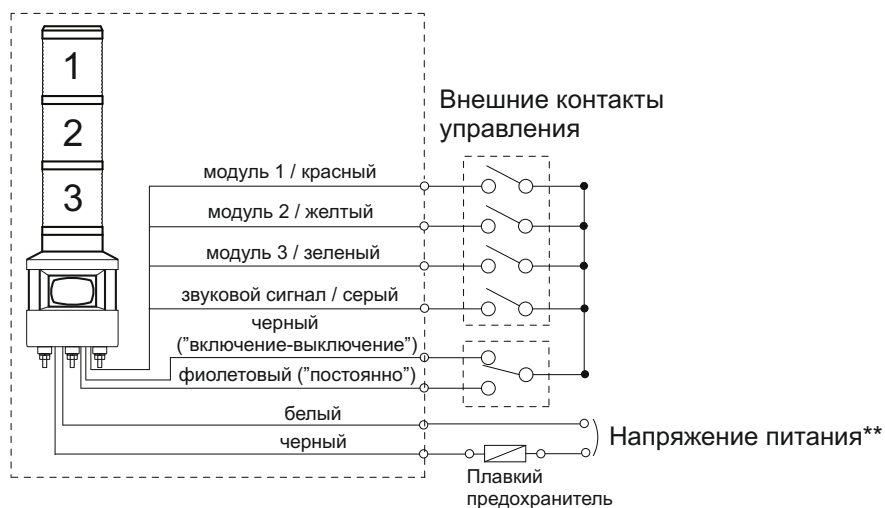 1
2
3
Внешние контакты
управления
модуль 1 / красный
модуль 2 / желтый
модуль 3 / зеленый
звуковой сигнал / серый
черный
(”включение-выключение”)
фиолетовый (”постоянно”)
белый
черный
Напряжение питания**
Плавкий
предохранитель